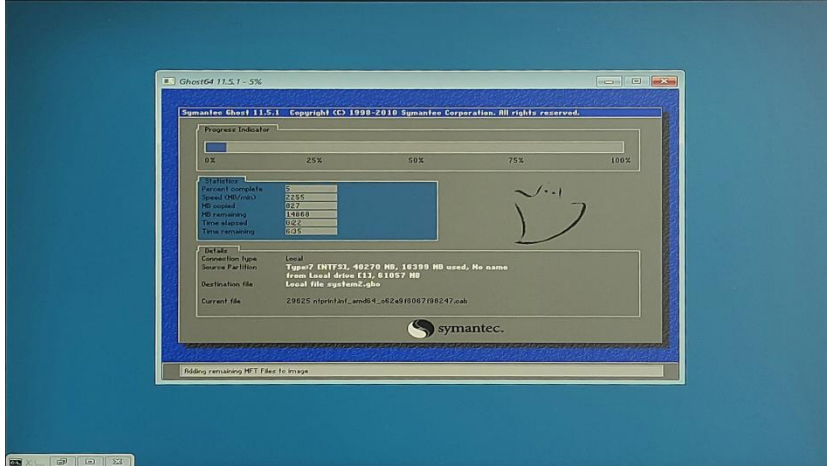 Ghost64 11.5.1 - 5%
Symantec Ghost 11.5.1 Copyright (C) 1998-2010 Symantec Corporation. All rights reserved.
Progress Indicator
0% 25% 50% 75% 100%
Statistics
Percent complete 5
Speed (MB/min) 2255
MB copied 827
MB remaining 14868
Time elapsed 0:22
Time remaining 6:35
Details
Connection type Local
Source Partition Type:7 [NTFS], 40270 MB, 16399 MB used, No name
from Local drive [1], 61057 MB
Destination file Local file system2.gho
Current file 29625
symantec.
Adding remaining MFT Files to image